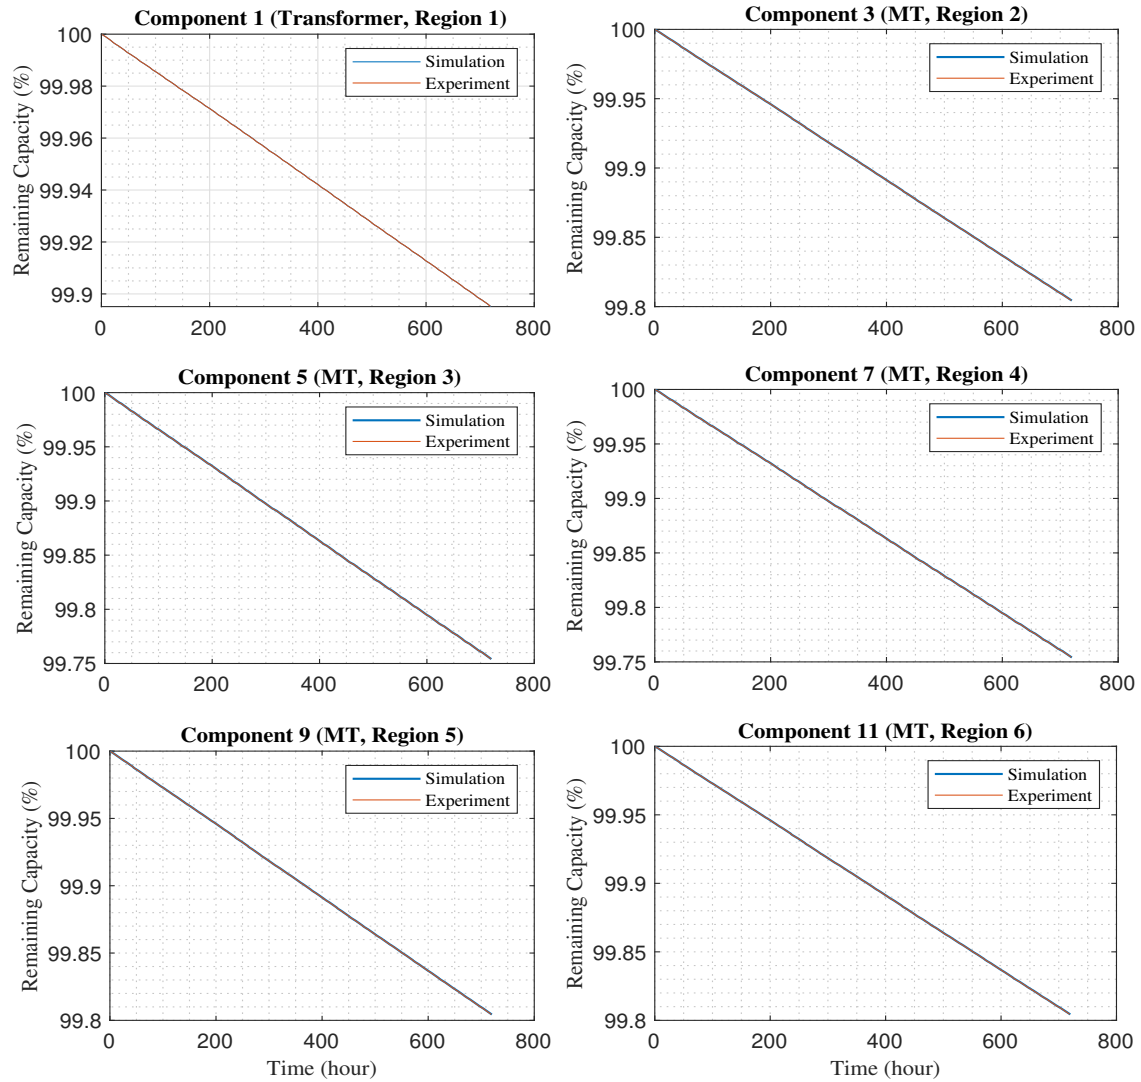 Component 1 (Transformer, Region 1)
Remaining Capacity (%)
100
99.98
99.96
99.94
99.92
99.9
0
200
400
600
800
Simulation
Experiment
Component 3 (MT, Region 2)
Remaining Capacity (%)
100
99.95
99.9
99.85
99.8
0
200
400
600
800
Simulation
Experiment
Component 5 (MT, Region 3)
Remaining Capacity (%)
100
99.95
99.9
99.85
99.8
99.75
0
200
400
600
800
Simulation
Experiment
Component 7 (MT, Region 4)
Remaining Capacity (%)
100
99.95
99.9
99.85
99.8
99.75
0
200
400
600
800
Simulation
Experiment
Component 9 (MT, Region 5)
Remaining Capacity (%)
100
99.95
99.9
99.85
99.8
0
200
400
600
800
Simulation
Experiment
Time (hour)
Component 11 (MT, Region 6)
Remaining Capacity (%)
100
99.95
99.9
99.85
99.8
0
200
400
600
800
Simulation
Experiment
Time (hour)